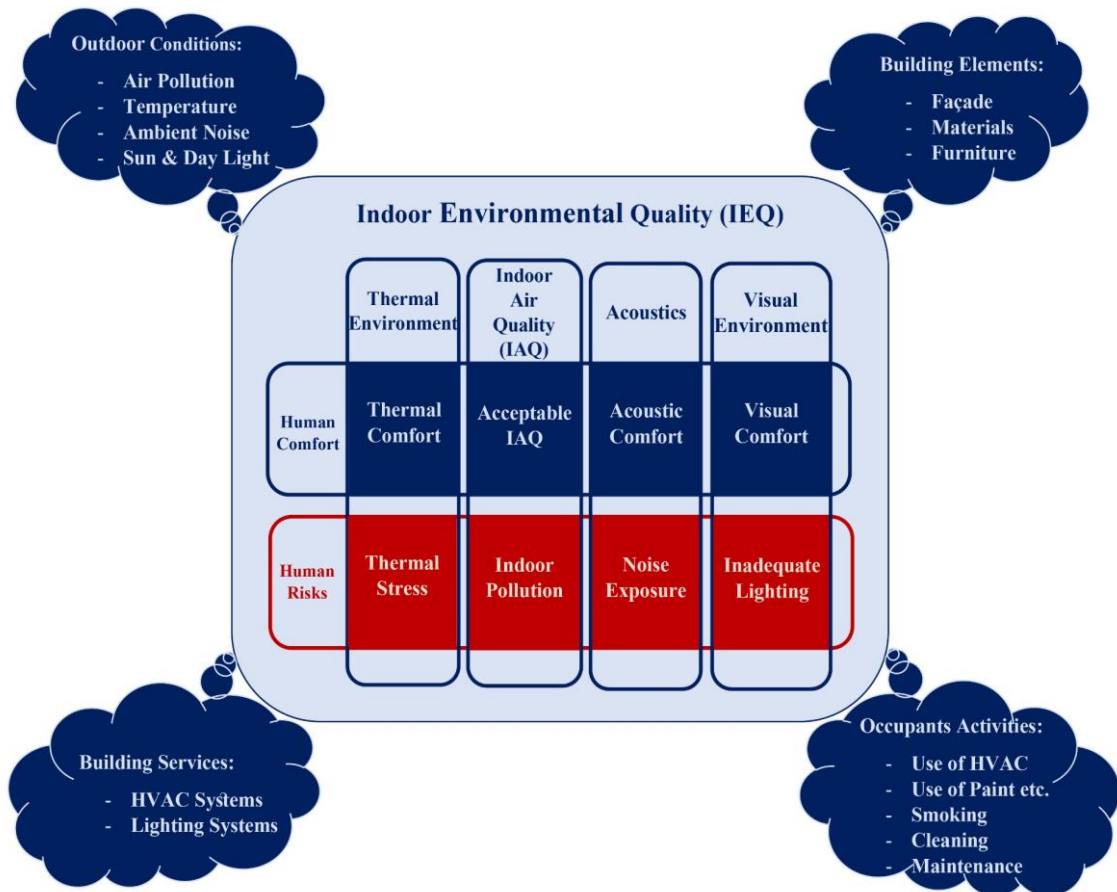 Outdoor Conditions:
- Air Pollution
- Temperature
- Ambient Noise
- Sun & Day Light
Building Elements:
- Façade
- Materials
- Furniture
Indoor Environmental Quality (IEQ)
Thermal
Environment
Indoor
Air
Quality
(IAQ)
Acoustics
Visual
Environment
Human
Comfort
Thermal
Comfort
Acceptable
IAQ
Acoustic
Comfort
Visual
Comfort
Human
Risks
Thermal
Stress
Indoor
Pollution
Noise
Exposure
Inadequate
Lighting
Building Services:
- HVAC Systems
- Lighting Systems
Occupants Activities:
- Use of HVAC
- Use of Paint etc.
- Smoking
- Cleaning
- Maintenance